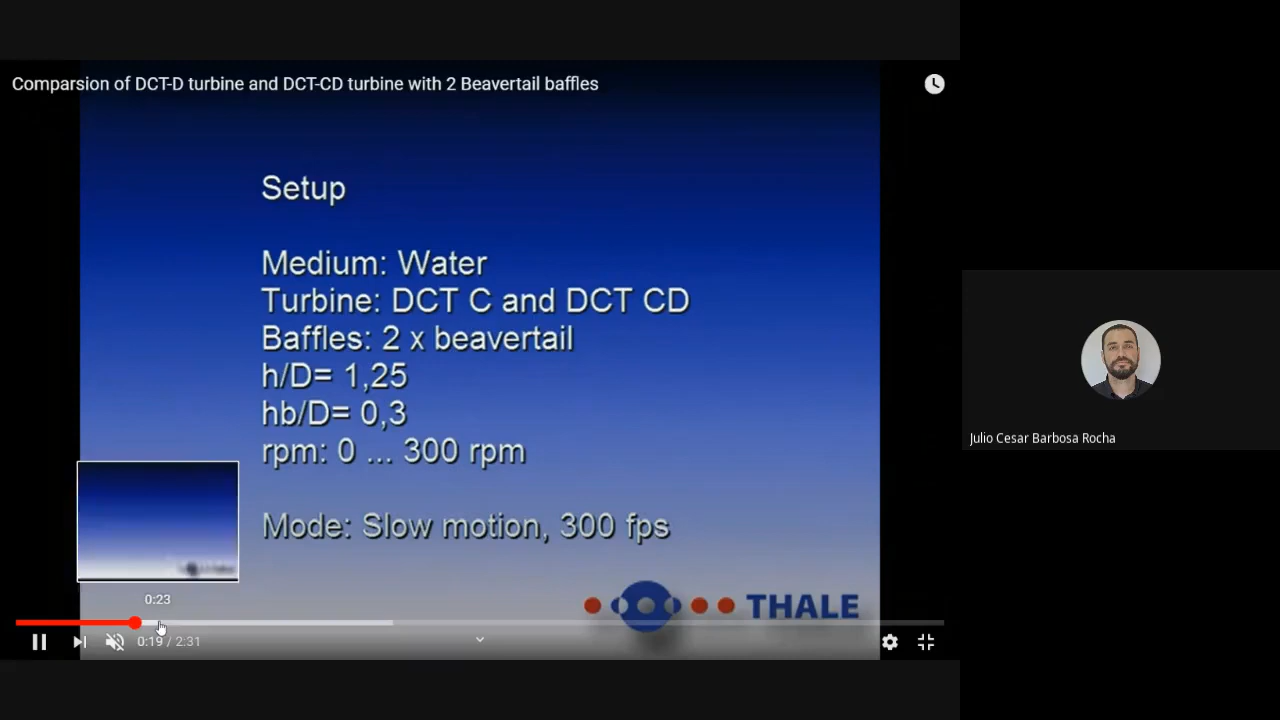 Comparsion of DCT-D turbine and DCT-CD turbine with 2 Beavertail baffles
Setup
Medium: Water
Turbine: DCT C and DCT CD
Baffles: 2 x beavertail
h/D= 1,25
hb/D= 0,3
rpm: 0 ... 300 rpm
Mode: Slow motion, 300 fps
THALE
0:23
0:19 / 2:31
Julio Cesar Barbosa Rocha